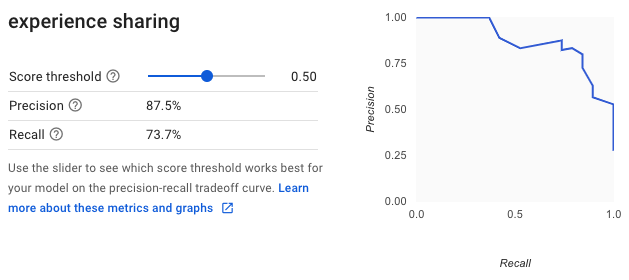 experience sharing
Score threshold 0.50
Precision 87.5%
Recall 73.7%
Use the slider to see which score threshold works best for
your model on the precision-recall tradeoff curve. Learn
more about these metrics and graphs
1.00
0.75
0.50
0.25
0.00
Precision
0.0 0.5 1.0
Recall